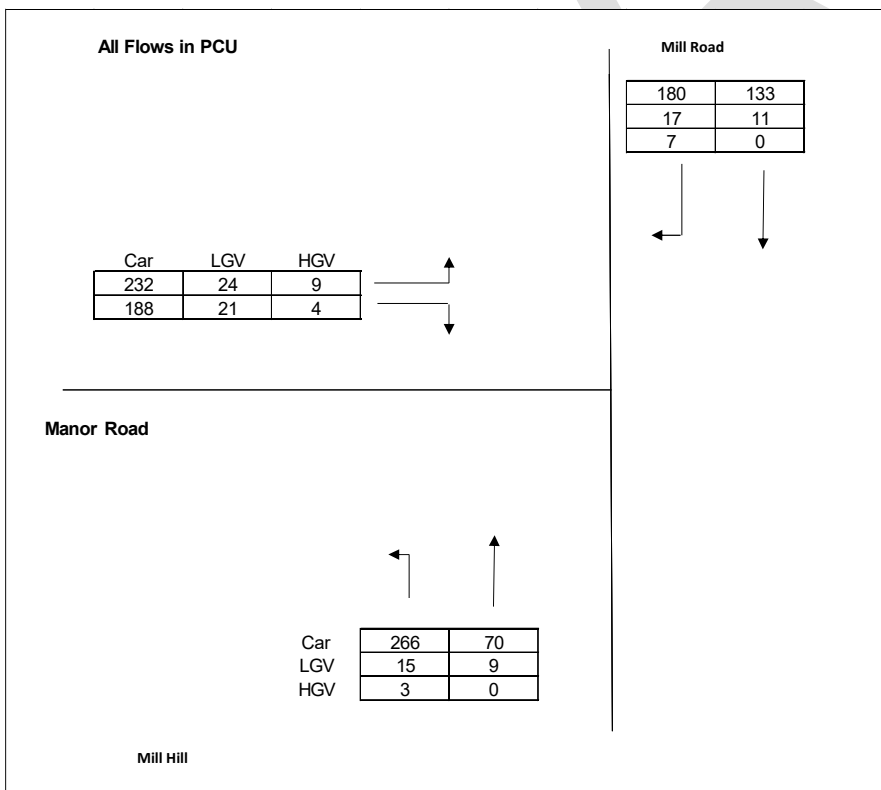 All Flows in PCU
Mill Road
180 133
17 11
7 0
Car LGV HGV
232 24 9
188 21 4
Manor Road
Car 266 70
LGV 15 9
HGV 3 0
Mill Hill